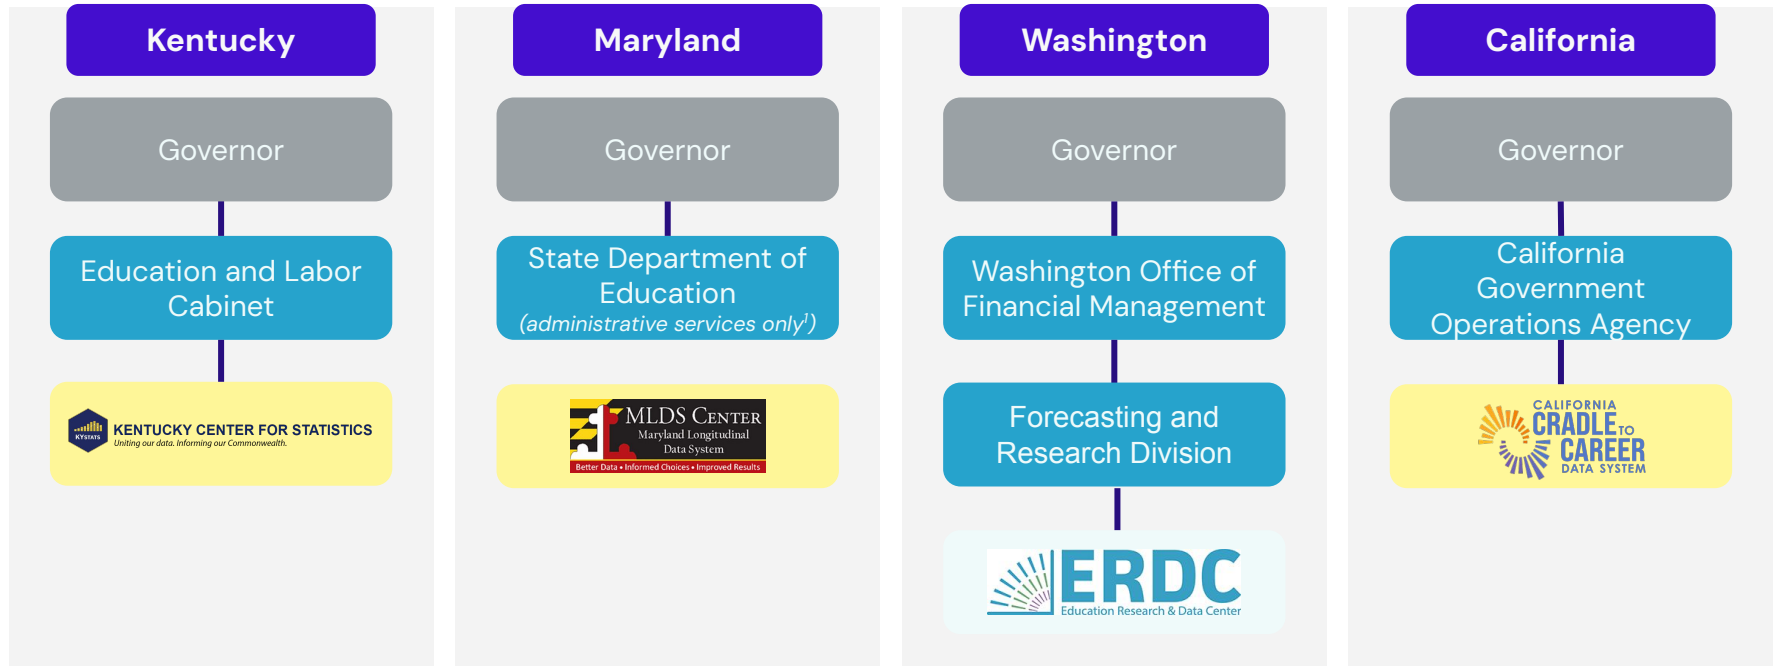 Kentucky
Governor
Education and Labor
Cabinet
KYSTATS
KENTUCKY CENTER FOR STATISTICS
Uniting our data. Informing our Commonwealth.
Maryland
Governor
State Department of
Education
(administrative services only¹)
MLDS CENTER
Maryland Longitudinal
Data System
Better Data • Informed Choices • Improved Results
Washington
Governor
Washington Office of
Financial Management
Forecasting and
Research Division
ERDC
Education Research & Data Center
California
Governor
California
Government
Operations Agency
CALIFORNIA
CRADLE TO
CAREER
DATA SYSTEM